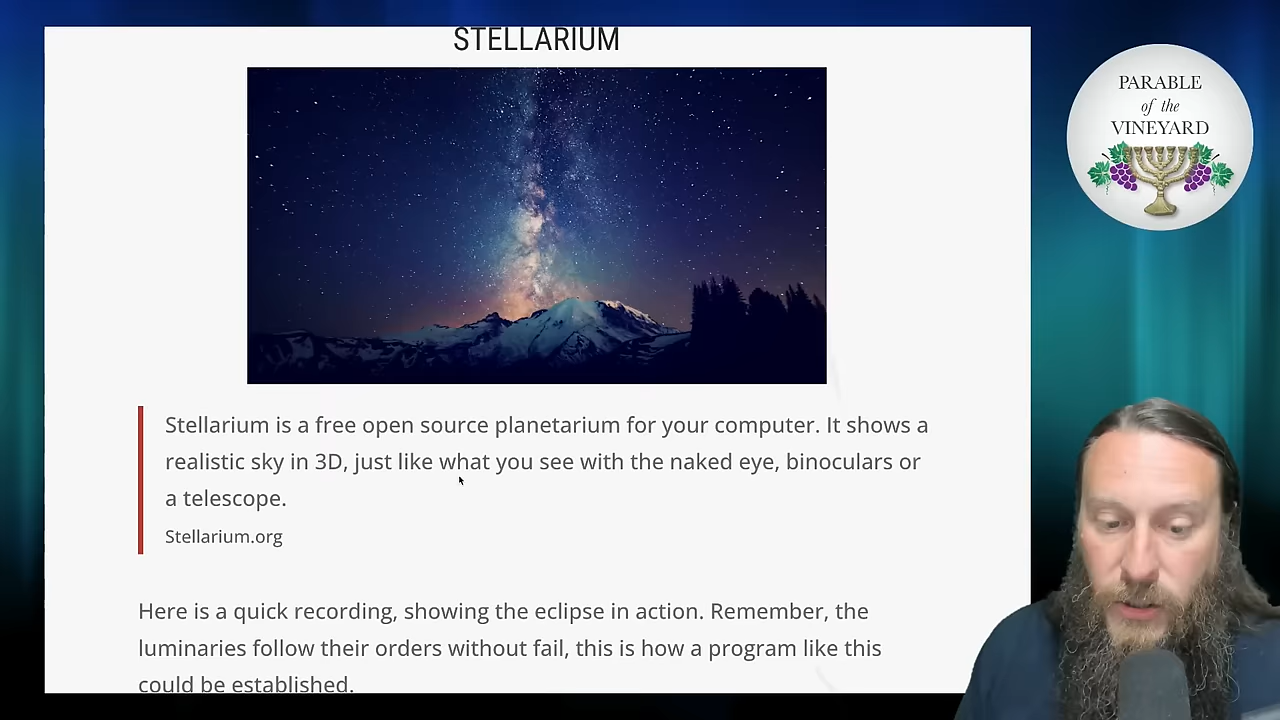 STELLARIUM
PARABLE
of the
VINEYARD
Stellarium is a free open source planetarium for your computer. It shows a
realistic sky in 3D, just like what you see with the naked eye, binoculars or
a telescope.
Stellarium.org
Here is a quick recording, showing the eclipse in action. Remember, the
luminaries follow their orders without fail, this is how a program like this
could be established.